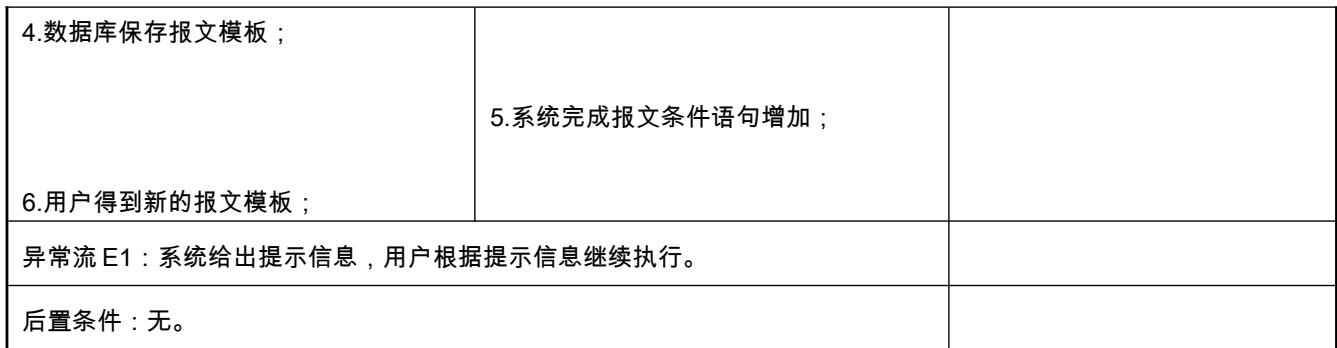 4.数据库保存报文模板；
5.系统完成报文条件语句增加；
6.用户得到新的报文模板；
异常流 E1：系统给出提示信息，用户根据提示信息继续执行。
后置条件：无。